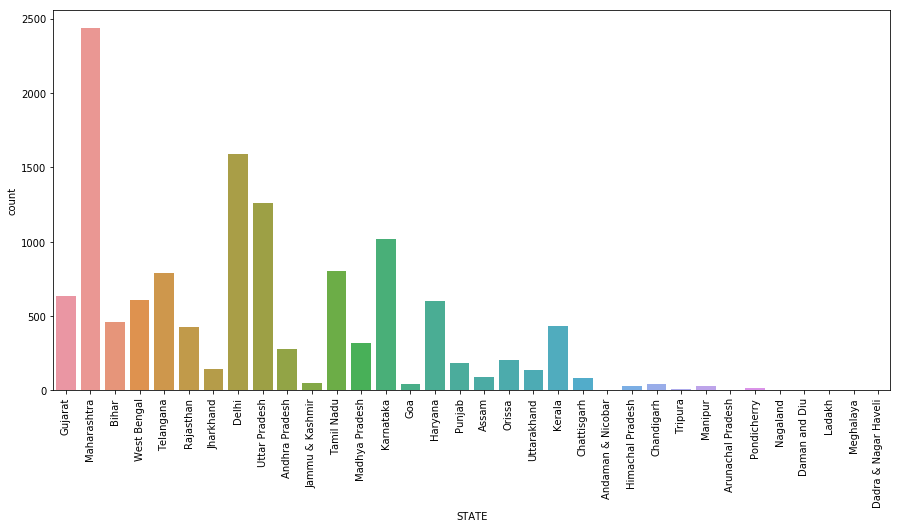 2500
2000
1500
1000
500
0
count
Gujarat
Maharashtra
Bihar
West Bengal
Telangana
Rajasthan
Jharkhand
Delhi
Uttar Pradesh
Andhra Pradesh
Jammu & Kashmir
Tamil Nadu
Madhya Pradesh
Karnataka
Goa
Haryana
Punjab
Assam
Orissa
Uttarakhand
Kerala
Chattisgarh
Andaman & Nicobar
Himachal Pradesh
Chandigarh
Tripura
Manipur
Arunachal Pradesh
Pondicherry
Nagaland
Daman and Diu
Ladakh
Meghalaya
Dadra & Nagar Haveli
STATE